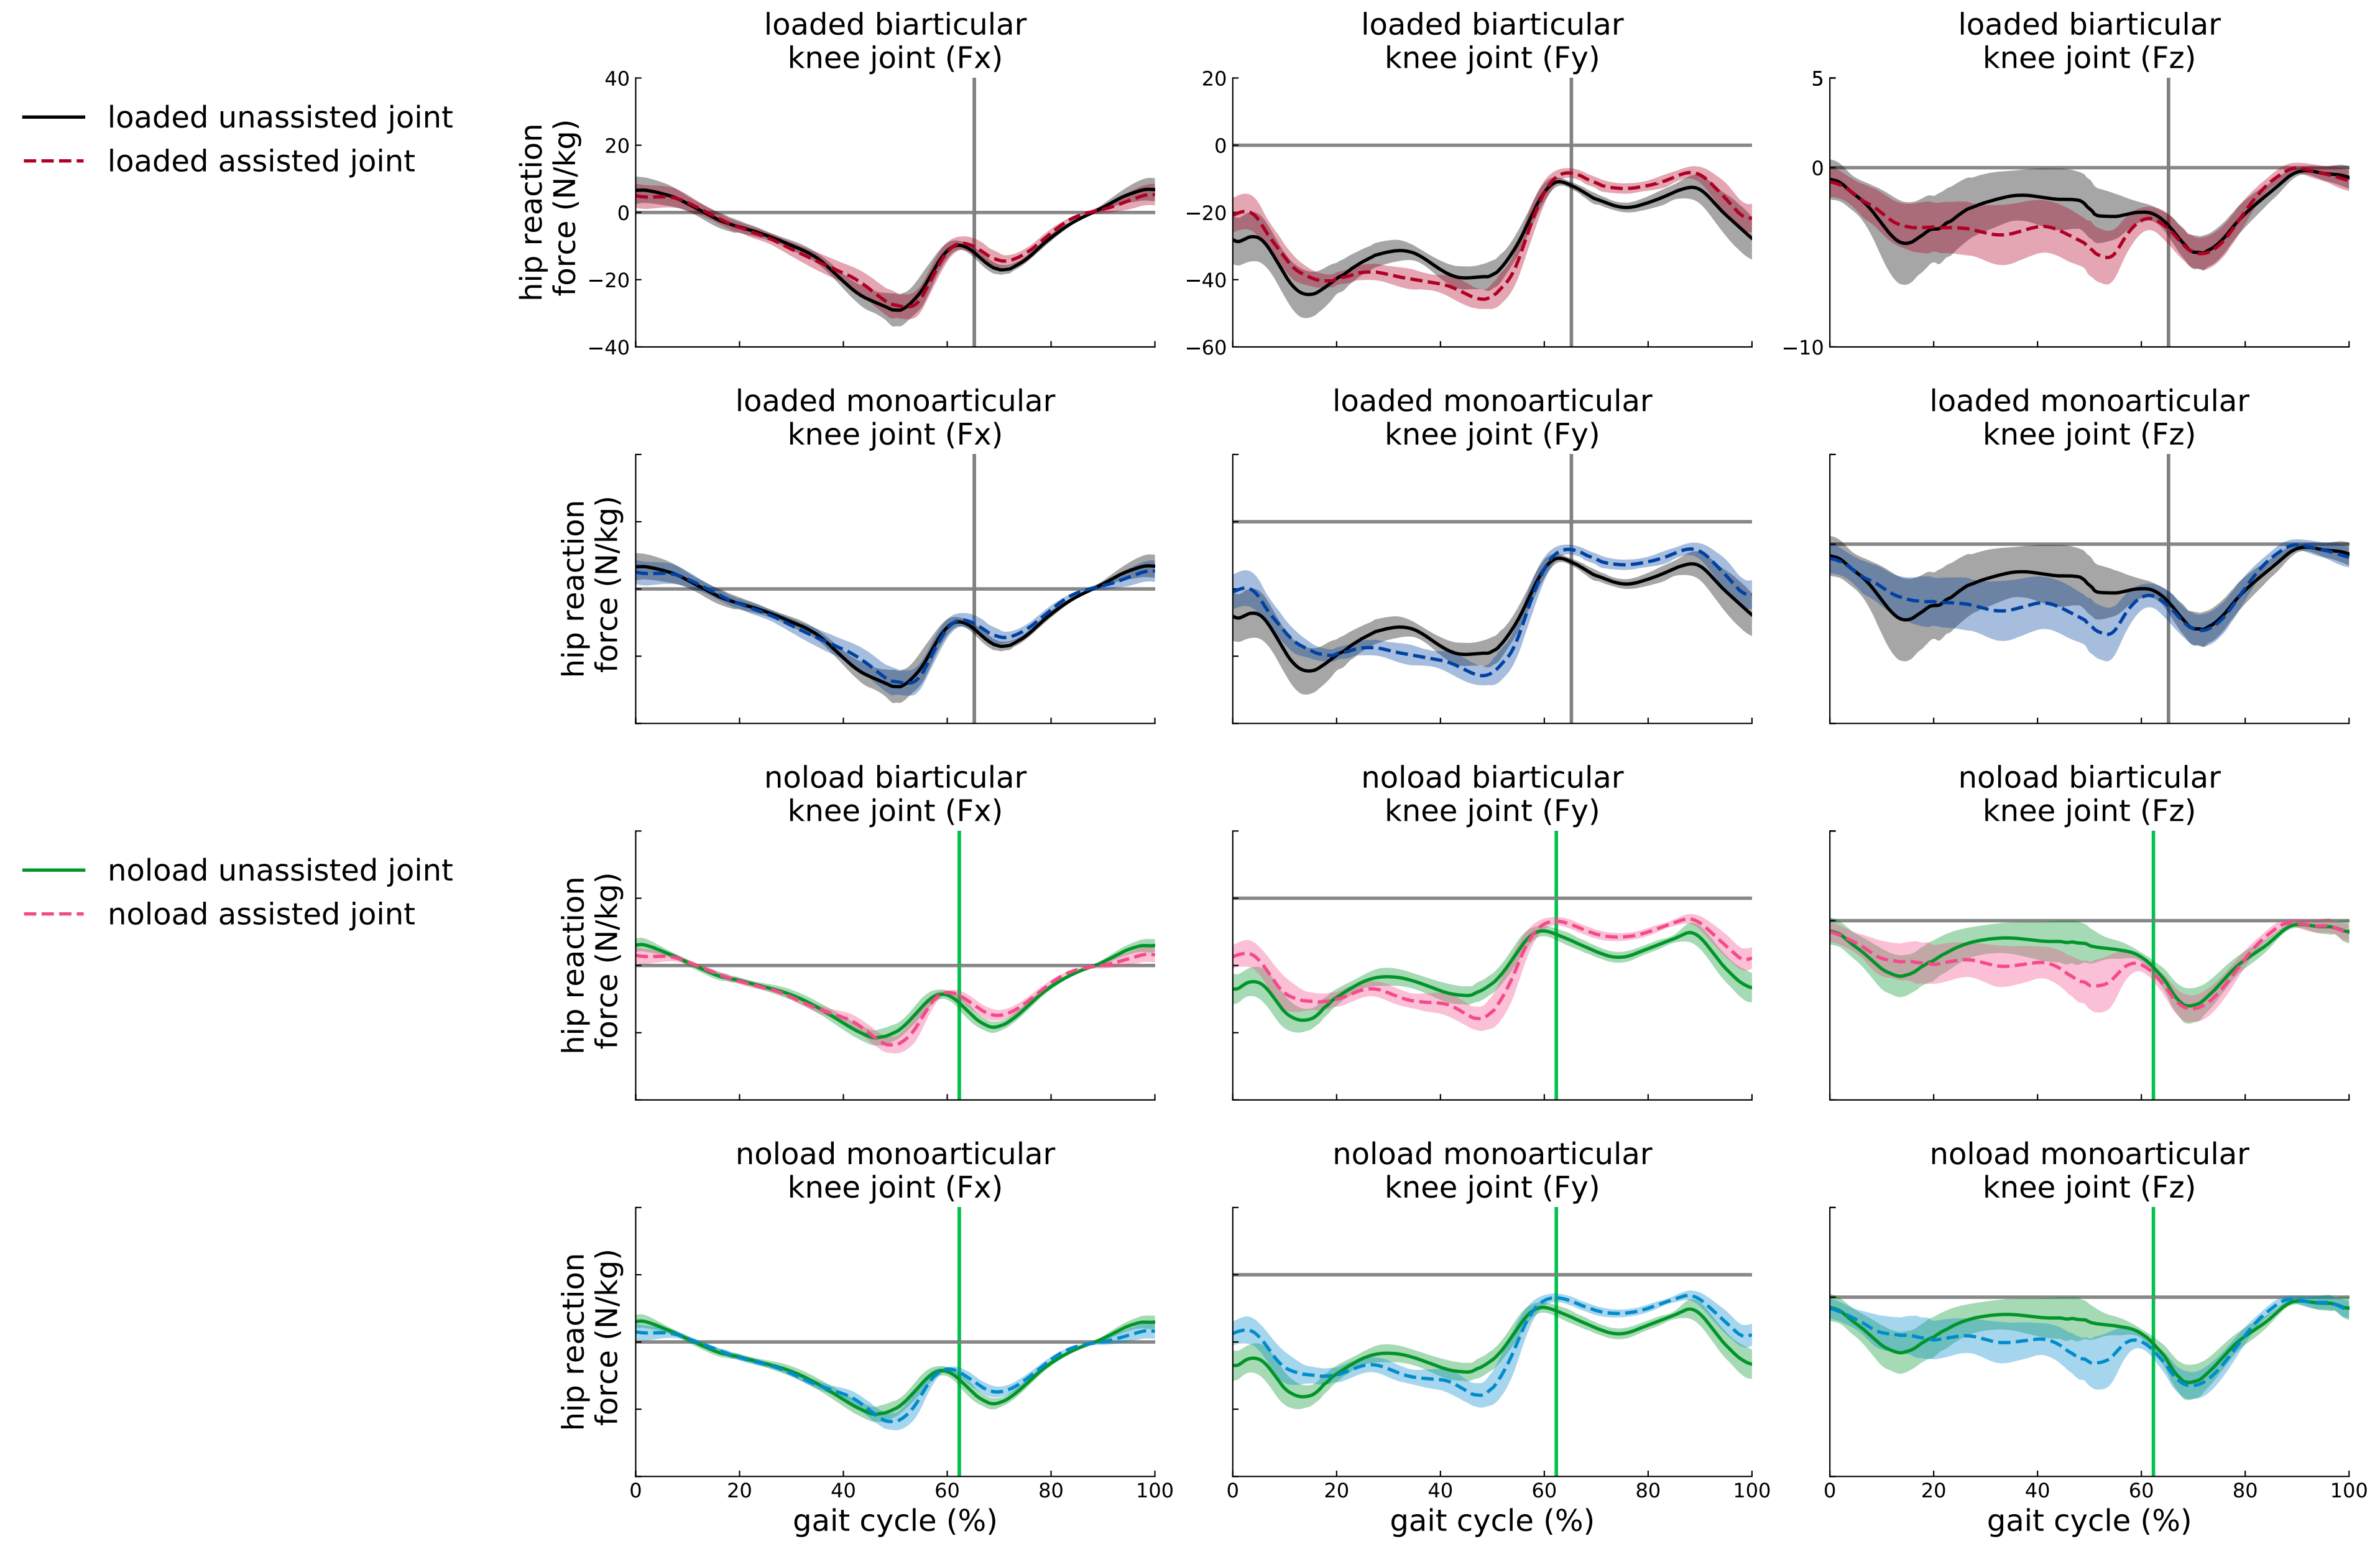 loaded biarticular
knee joint (Fx)
loaded biarticular
knee joint (Fy)
loaded biarticular
knee joint (Fz)
loaded unassisted joint
loaded assisted joint
hip reaction
force (N/kg)
40
20
0
−20
−40
20
0
−20
−40
−60
5
0
−10
loaded monoarticular
knee joint (Fx)
loaded monoarticular
knee joint (Fy)
loaded monoarticular
knee joint (Fz)
hip reaction
force (N/kg)
noload biarticular
knee joint (Fx)
noload biarticular
knee joint (Fy)
noload biarticular
knee joint (Fz)
noload unassisted joint
noload assisted joint
hip reaction
force (N/kg)
noload monoarticular
knee joint (Fx)
noload monoarticular
knee joint (Fy)
noload monoarticular
knee joint (Fz)
hip reaction
force (N/kg)
0 20 40 60 80 100
0 20 40 60 80 100
0 20 40 60 80 100
gait cycle (%)
gait cycle (%)
gait cycle (%)